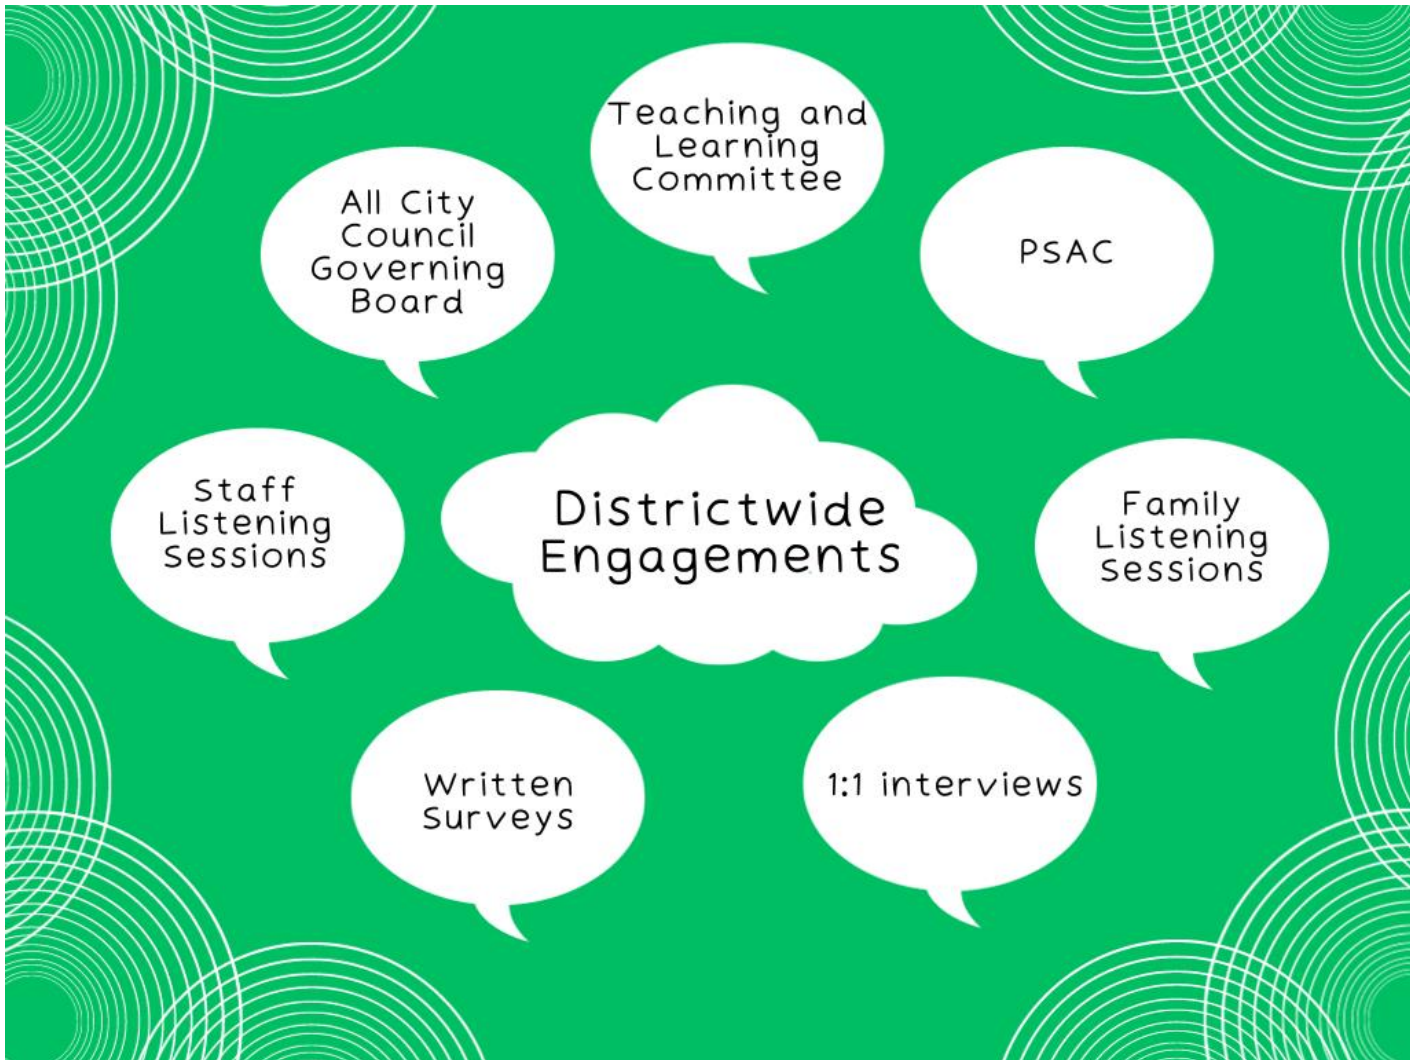 Teaching and
Learning
Committee
All City
Council
Governing
Board
PSAC
Staff
Listening
Sessions
Districtwide
Engagements
Family
Listening
Sessions
Written
Surveys
1:1 interviews